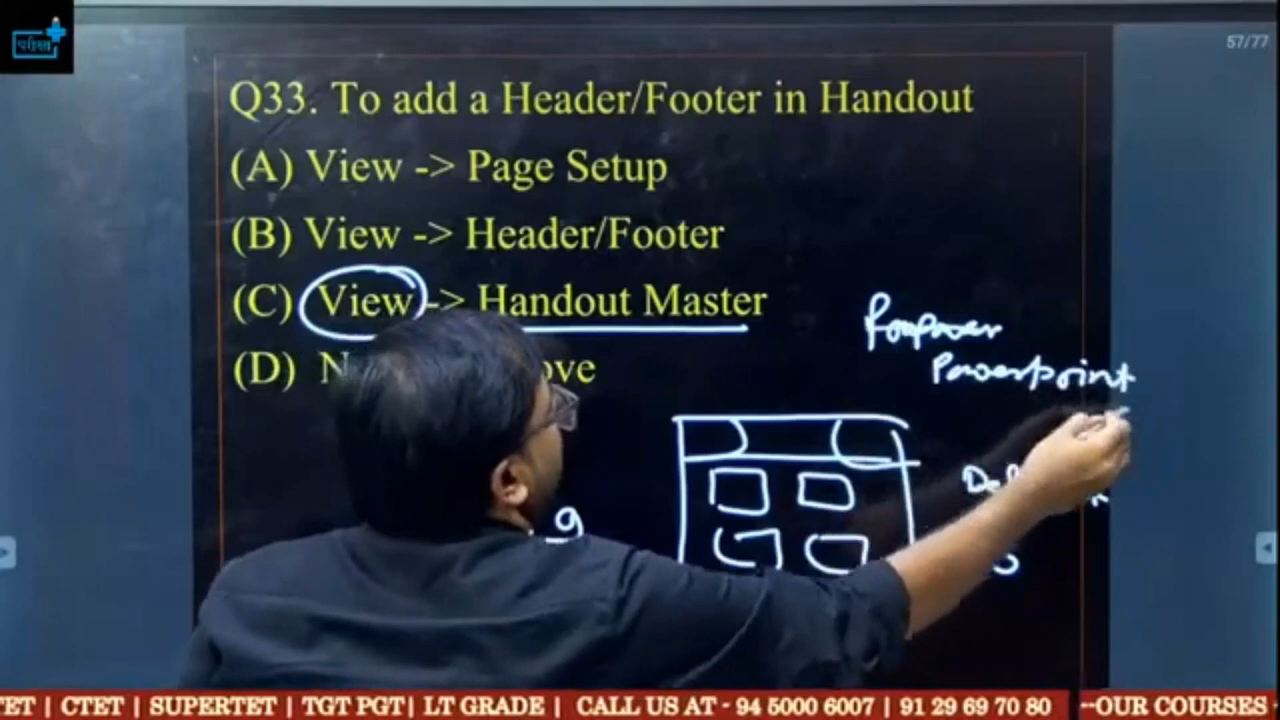 परीक्षा
57/77
Q33. To add a Header/Footer in Handout
(A) View -> Page Setup
(B) View -> Header/Footer
(C) View -> Handout Master
(D) ove
Powerpoint
9
TET | CTET | SUPERTET | TGT PGT| LT GRADE | CALL US AT - 94 5000 6007 | 91 29 69 70 80 --OUR COURSES